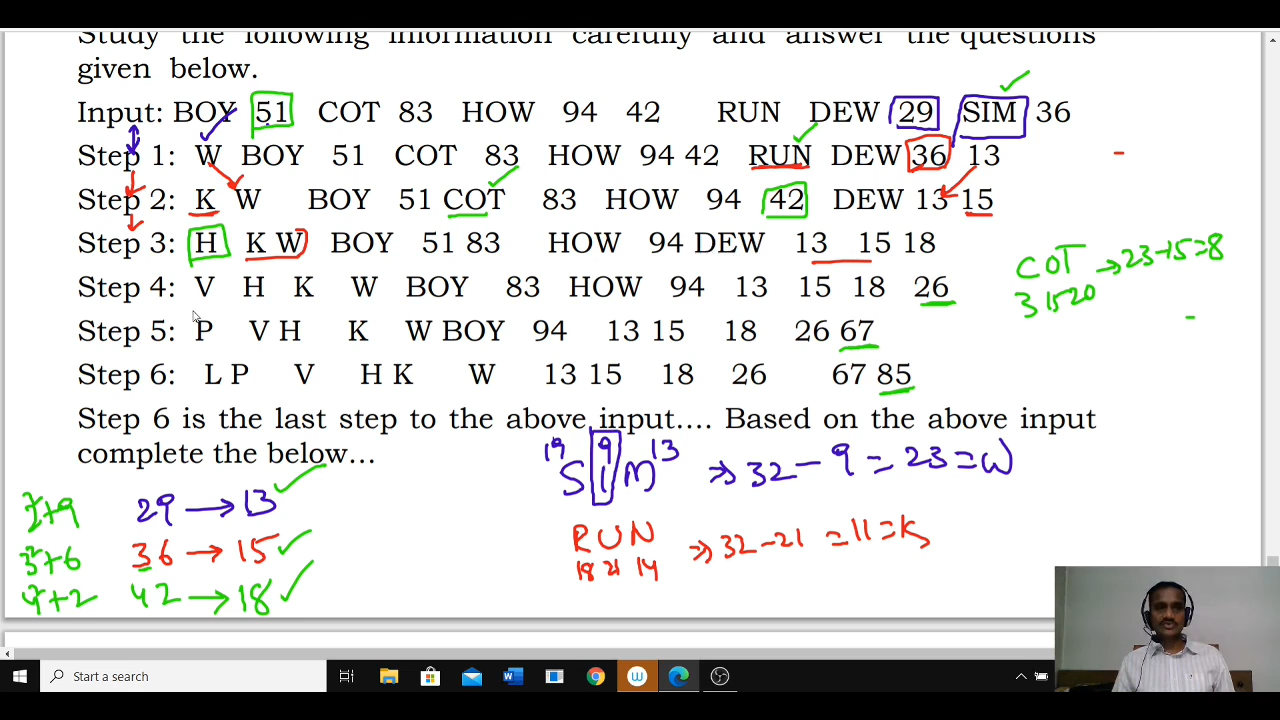 Study the following information carefully and answer the questions
given below.
Input: BOY 51 COT 83 HOW 94 42 RUN DEW 29 SIM 36
Step 1: W BOY 51 COT 83 HOW 94 42 RUN DEW 36 13
Step 2: K W BOY 51 COT 83 HOW 94 42 DEW 13 15
Step 3: H K W BOY 51 83 HOW 94 DEW 13 15 18
COT → 23-15=8
3 15 20
Step 4: V H K W BOY 83 HOW 94 13 15 18 26
Step 5: P V H K W BOY 94 13 15 18 26 67
Step 6: L P V H K W 13 15 18 26 67 85
Step 6 is the last step to the above input.... Based on the above input
complete the below...
19 9 13
SIM ⇒ 32-9=23=W
29 → 13
RUN ⇒ 32-21=11=K
18 21 14
3²+6 36 → 15
4²+2 42 → 18
Type here to search